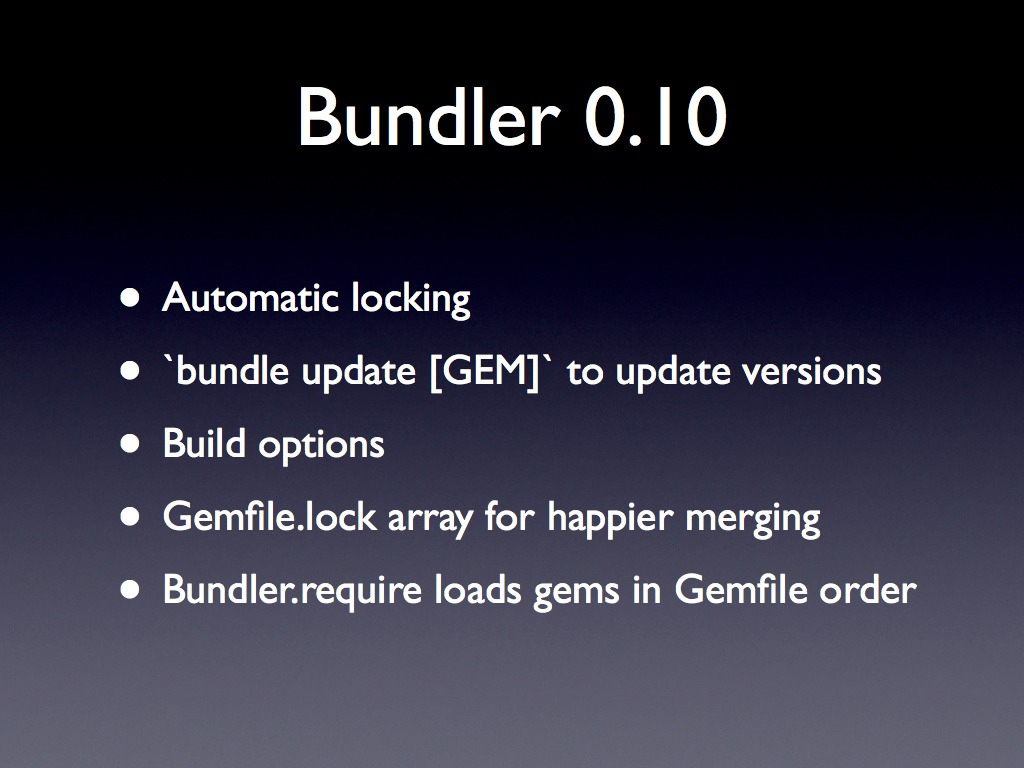 Bundler 0.10
• Automatic locking
• `bundle update [GEM]` to update versions
• Build options
• Gemfile.lock array for happier merging
• Bundler.require loads gems in Gemfile order